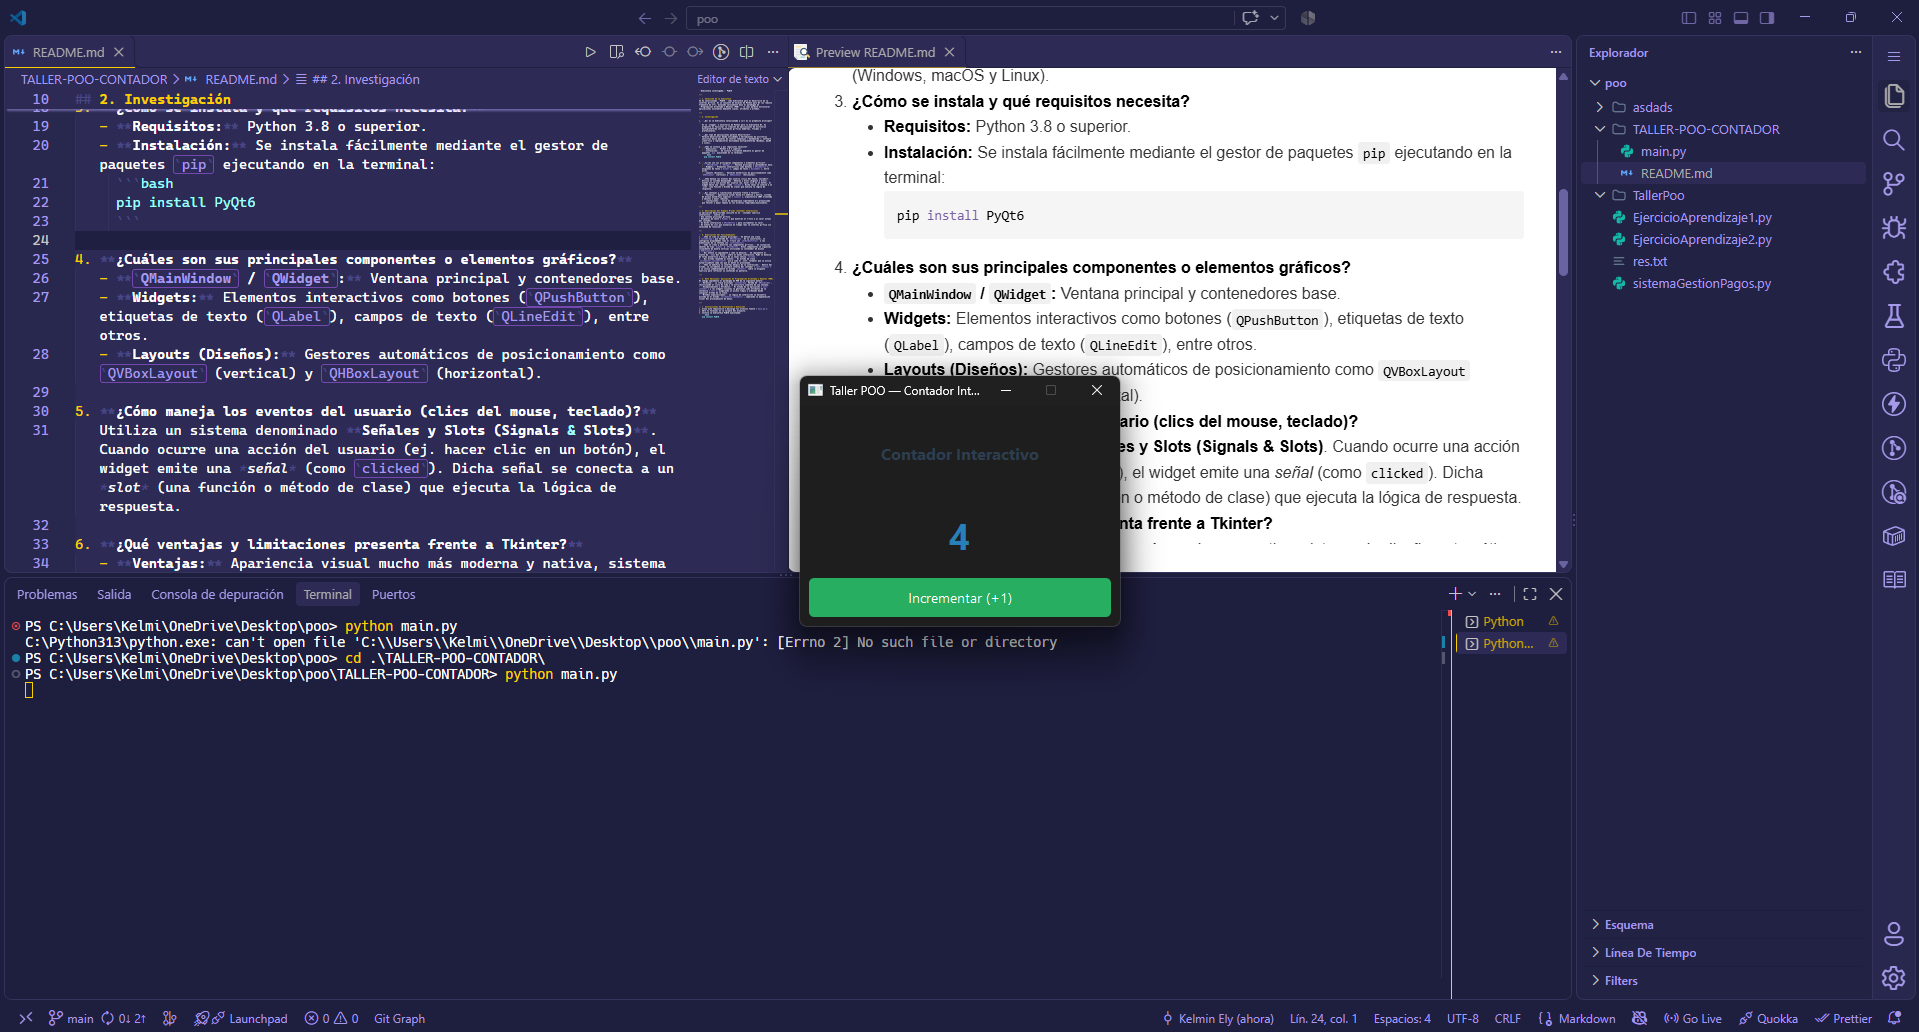 poo
README.md
Preview README.md
Explorador
TALLER-POO-CONTADOR > README.md > ## 2. Investigación
Editor de texto
10 ## 2. Investigación
19 - **Requisitos:** Python 3.8 o superior.
20 - **Instalación:** Se instala fácilmente mediante el gestor de
paquetes `pip` ejecutando en la terminal:
21 ```bash
22 pip install PyQt6
23 ```
24
25 4. **¿Cuáles son sus principales componentes o elementos gráficos?**
26 - **`QMainWindow` / `QWidget`:** Ventana principal y contenedores base.
27 - **Widgets:** Elementos interactivos como botones (`QPushButton`),
etiquetas de texto (`QLabel`), campos de texto (`QLineEdit`), entre
otros.
28 - **Layouts (Diseños):** Gestores automáticos de posicionamiento como
`QVBoxLayout` (vertical) y `QHBoxLayout` (horizontal).
29
30 5. **¿Cómo maneja los eventos del usuario (clics del mouse, teclado)?**
31 Utiliza un sistema denominado **Señales y Slots (Signals & Slots)**.
Cuando ocurre una acción del usuario (ej. hacer clic en un botón), el
widget emite una *señal* (como `clicked`). Dicha señal se conecta a un
*slot* (una función o método de clase) que ejecuta la lógica de
respuesta.
32
33 6. **¿Qué ventajas y limitaciones presenta frente a Tkinter?**
34 - **Ventajas:** Apariencia visual mucho más moderna y nativa, sistema
(Windows, macOS y Linux).
3. ¿Cómo se instala y qué requisitos necesita?
• Requisitos: Python 3.8 o superior.
• Instalación: Se instala fácilmente mediante el gestor de paquetes pip ejecutando en la
terminal:
pip install PyQt6
4. ¿Cuáles son sus principales componentes o elementos gráficos?
• QMainWindow / QWidget : Ventana principal y contenedores base.
• Widgets: Elementos interactivos como botones ( QPushButton ), etiquetas de texto
( QLabel ), campos de texto ( QLineEdit ), entre otros.
• Layouts (Diseños): Gestores automáticos de posicionamiento como QVBoxLayout
tal).
ario (clics del mouse, teclado)?
es y Slots (Signals & Slots). Cuando ocurre una acción
), el widget emite una señal (como clicked ). Dicha
n o método de clase) que ejecuta la lógica de respuesta.
nta frente a Tkinter?
Taller POO — Contador Int...
Contador Interactivo
4
Incrementar (+1)
poo
asdads
TALLER-POO-CONTADOR
main.py
README.md
TallerPoo
EjercicioAprendizaje1.py
EjercicioAprendizaje2.py
res.txt
sistemaGestionPagos.py
Esquema
Línea De Tiempo
Filters
Problemas Salida Consola de depuración Terminal Puertos
PS C:\Users\Kelmi\OneDrive\Desktop\poo> python main.py
C:\Python313\python.exe: can't open file 'C:\\Users\\Kelmi\\OneDrive\\Desktop\\poo\\main.py': [Errno 2] No such file or directory
PS C:\Users\Kelmi\OneDrive\Desktop\poo> cd .\TALLER-POO-CONTADOR\
PS C:\Users\Kelmi\OneDrive\Desktop\poo\TALLER-POO-CONTADOR> python main.py
Python
Python...
main 0↓ 2↑ Launchpad 0 0 Git Graph
Kelmin Ely (ahora) Lín. 24, col. 1 Espacios: 4 UTF-8 CRLF Markdown Go Live Quokka Prettier